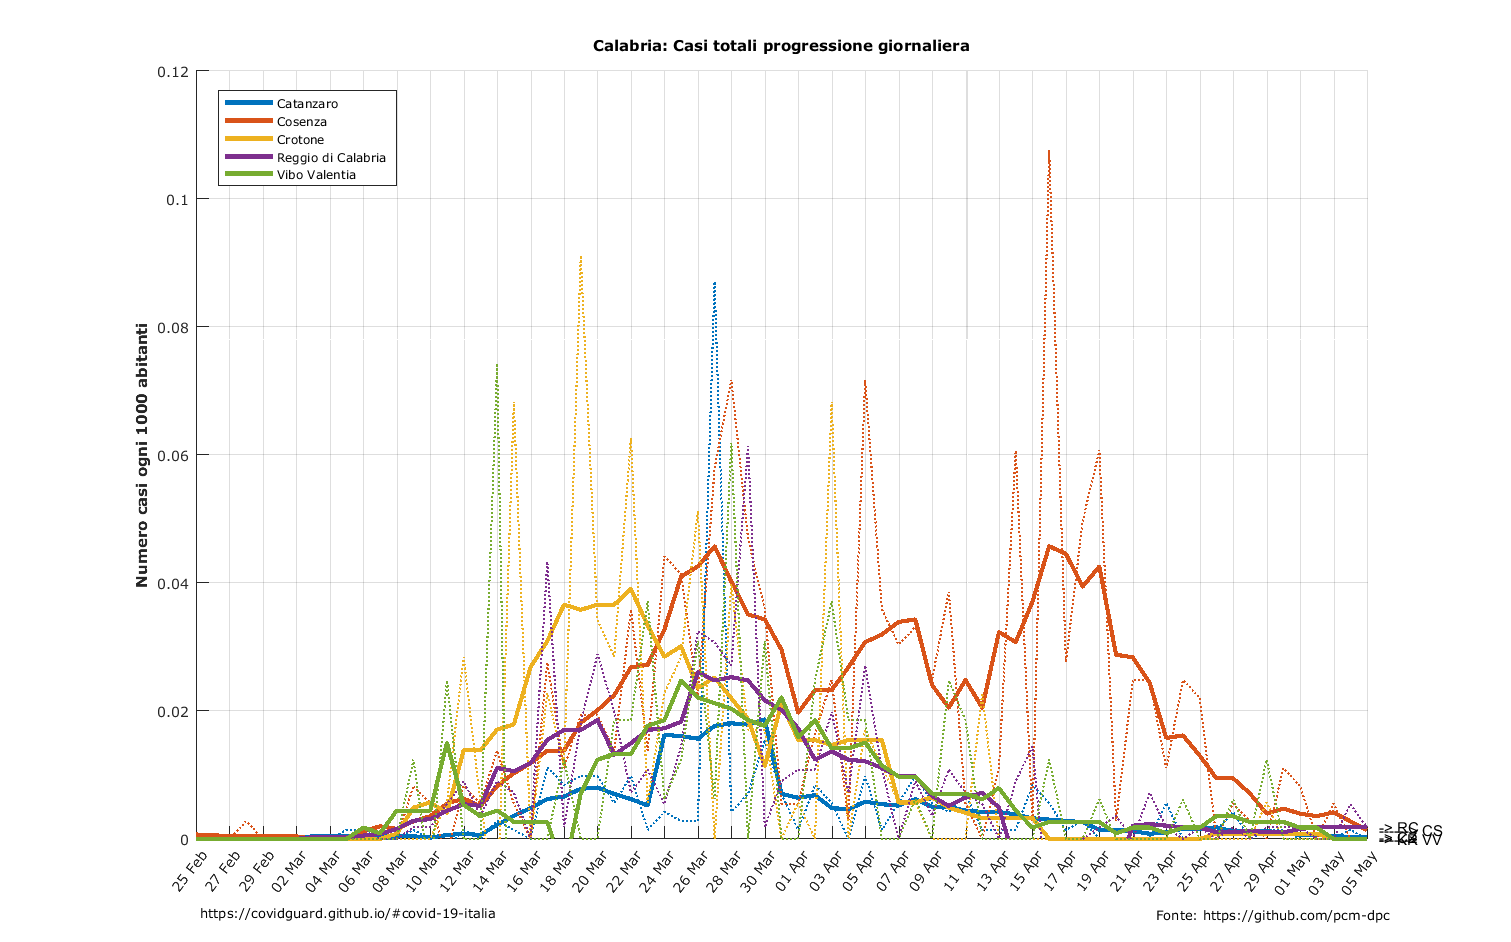 Calabria: Casi totali progressione giornaliera
Numero casi ogni 1000 abitanti
0.12
0.1
0.08
0.06
0.04
0.02
0
Catanzaro
Cosenza
Crotone
Reggio di Calabria
Vibo Valentia
-> RC
CS
VV
25 Feb
27 Feb
29 Feb
02 Mar
04 Mar
06 Mar
08 Mar
10 Mar
12 Mar
14 Mar
16 Mar
18 Mar
20 Mar
22 Mar
24 Mar
26 Mar
28 Mar
30 Mar
01 Apr
03 Apr
05 Apr
07 Apr
09 Apr
11 Apr
13 Apr
15 Apr
17 Apr
19 Apr
21 Apr
23 Apr
25 Apr
27 Apr
29 Apr
01 May
03 May
05 May
https://covidguard.github.io/#covid-19-italia
Fonte: https://github.com/pcm-dpc